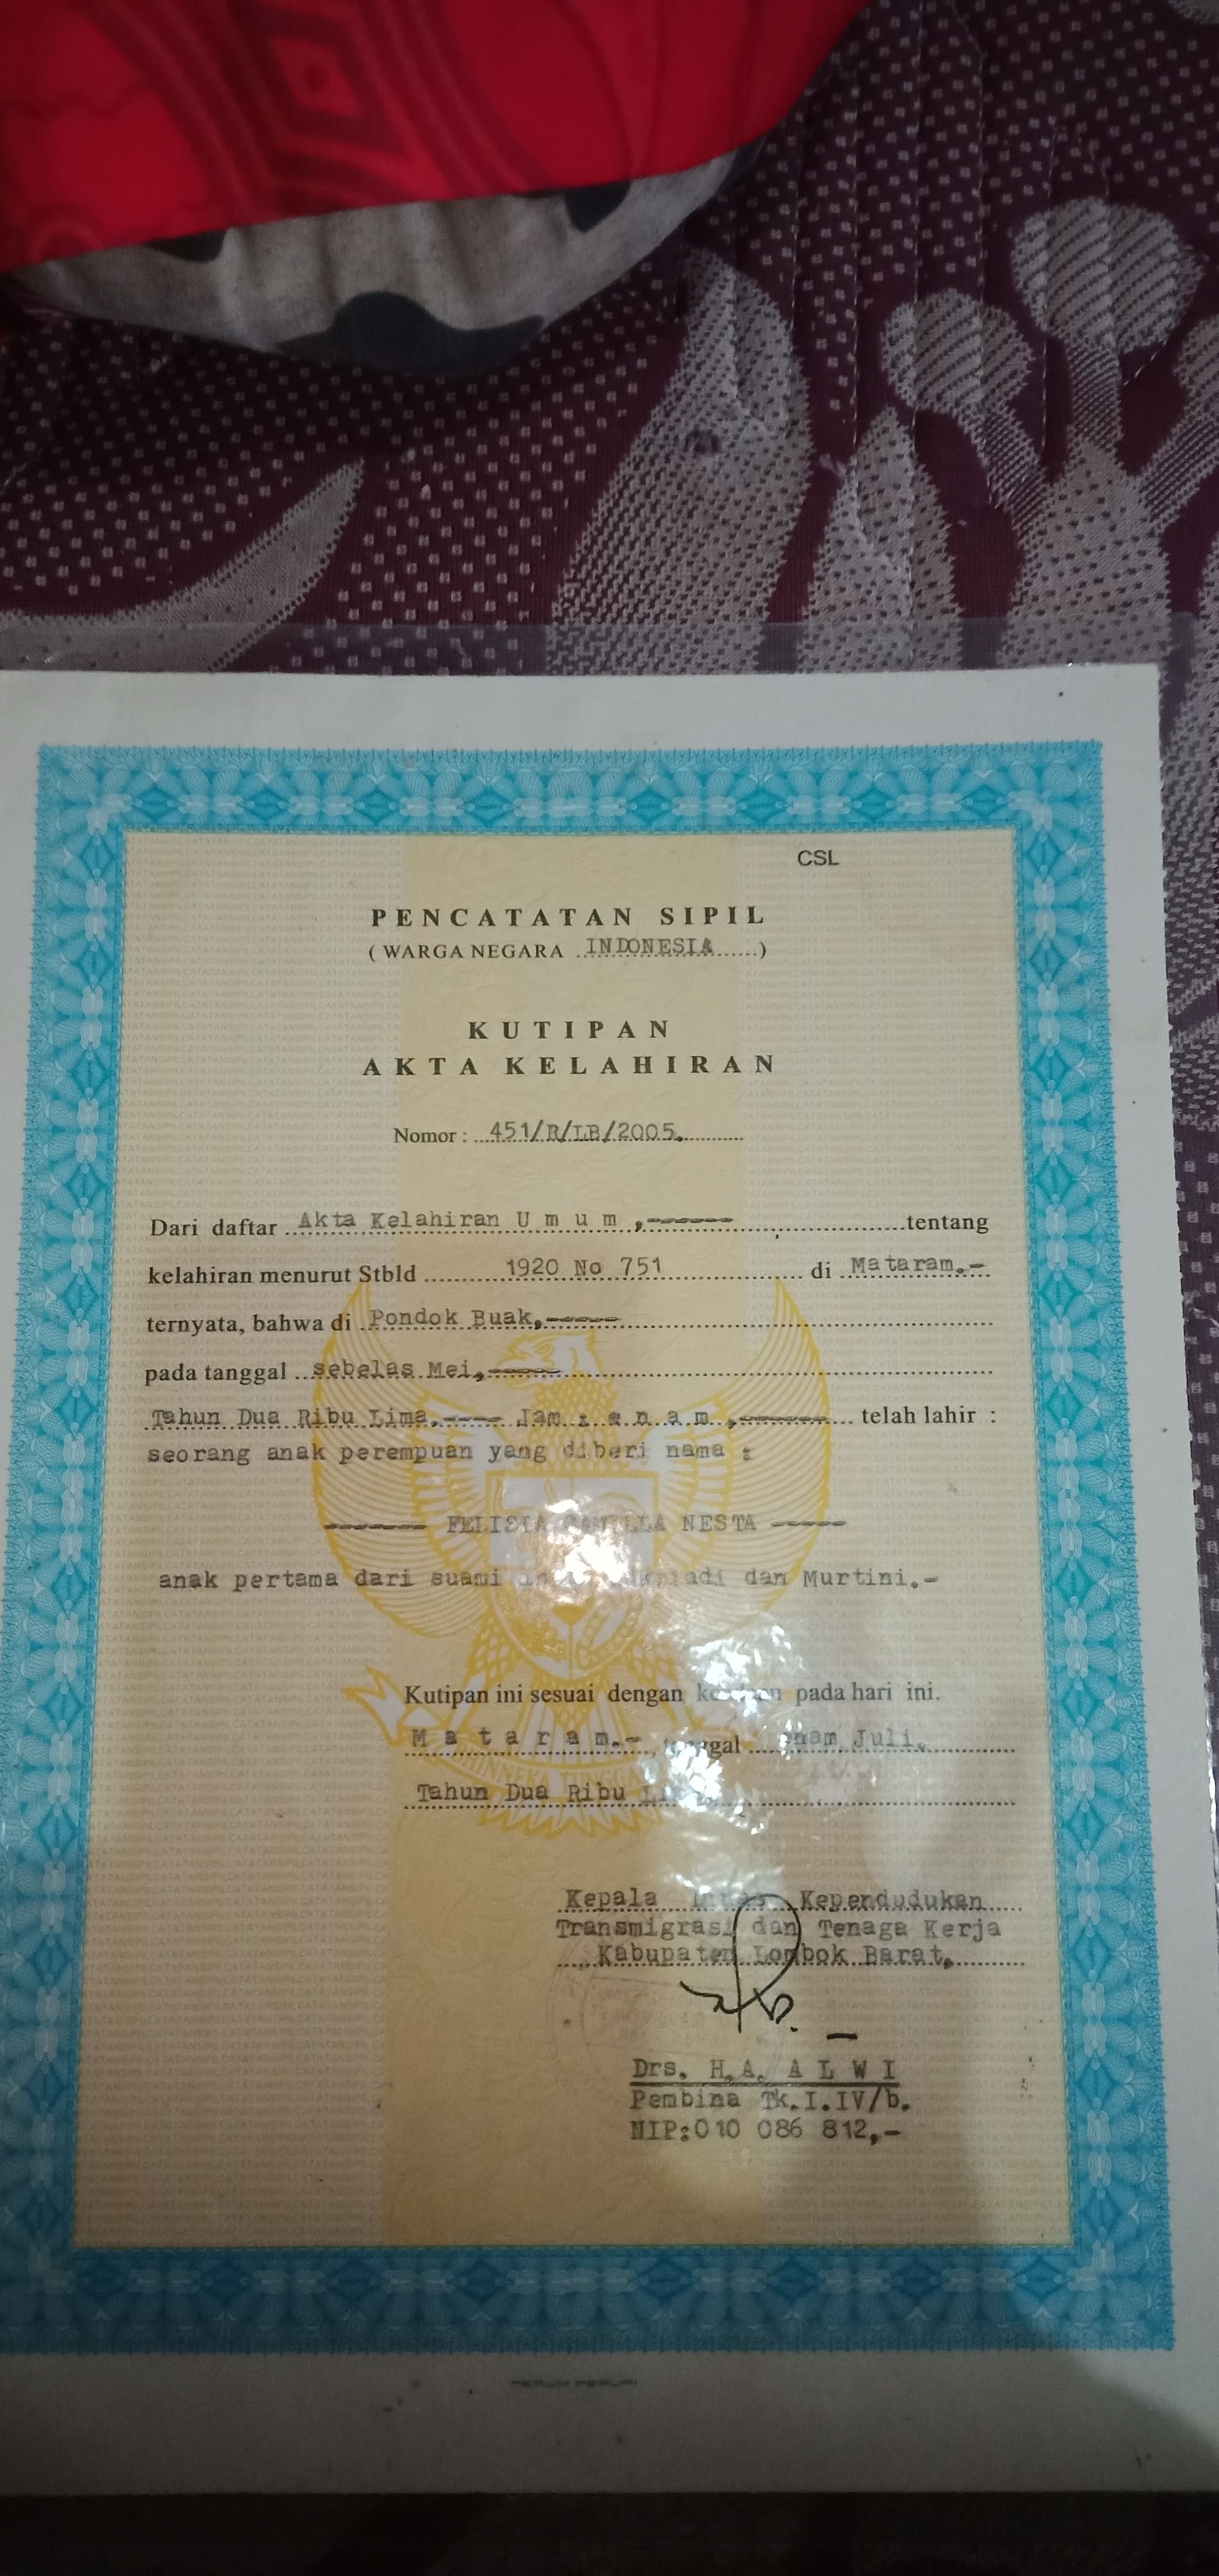 CSL
PENCATATAN SIPIL
( WARGA NEGARA INDONESIA )
KUTIPAN
AKTA KELAHIRAN
Nomor : 451/R/LB/2005.
Dari daftar Akta Kelahiran U m u m , tentang
kelahiran menurut Stbld 1920 No 751 di Mataram.-
ternyata, bahwa di Pondok Buak,
pada tanggal sebelas Mei,
Tahun Dua Ribu Lima. Jam : e n a m , telah lahir :
seorang anak perempuan yang diberi nama :
FELISIA NESTA
anak pertama dari suami dan Murtini.-
Kutipan ini sesuai dengan pada hari ini.
M a t a r a m.- , tanggal enam Juli.
Tahun Dua Ribu
Kepala Kependudukan
Transmigrasi dan Tenaga Kerja
Kabupaten Lombok Barat,
Drs. H.A. A L W I
Pembina Tk.I.IV/b.
NIP:010 086 812,-